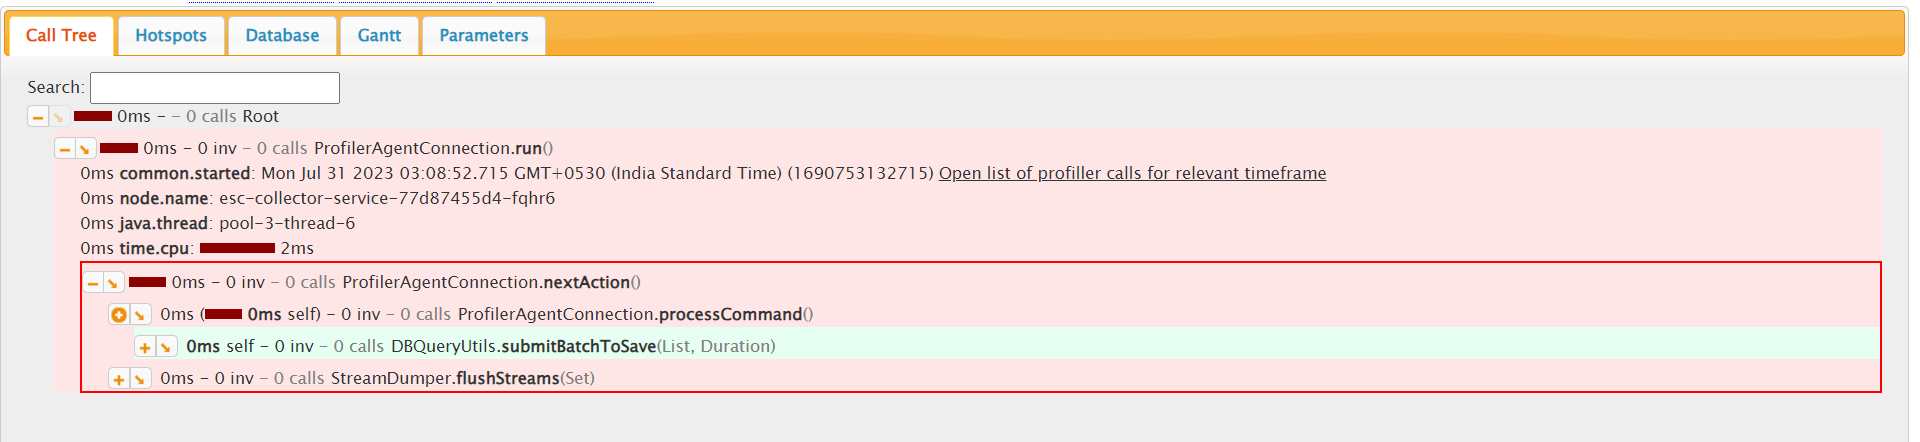 Call Tree Hotspots Database Gantt Parameters
Search:
0ms - - 0 calls Root
0ms - 0 inv - 0 calls ProfilerAgentConnection.run()
0ms common.started: Mon Jul 31 2023 03:08:52.715 GMT+0530 (India Standard Time) (1690753132715) Open list of profiller calls for relevant timeframe
0ms node.name: esc-collector-service-77d87455d4-fqhr6
0ms java.thread: pool-3-thread-6
0ms time.cpu: 2ms
0ms - 0 inv - 0 calls ProfilerAgentConnection.nextAction()
0ms (0ms self) - 0 inv - 0 calls ProfilerAgentConnection.processCommand()
0ms self - 0 inv - 0 calls DBQueryUtils.submitBatchToSave(List, Duration)
0ms - 0 inv - 0 calls StreamDumper.flushStreams(Set)